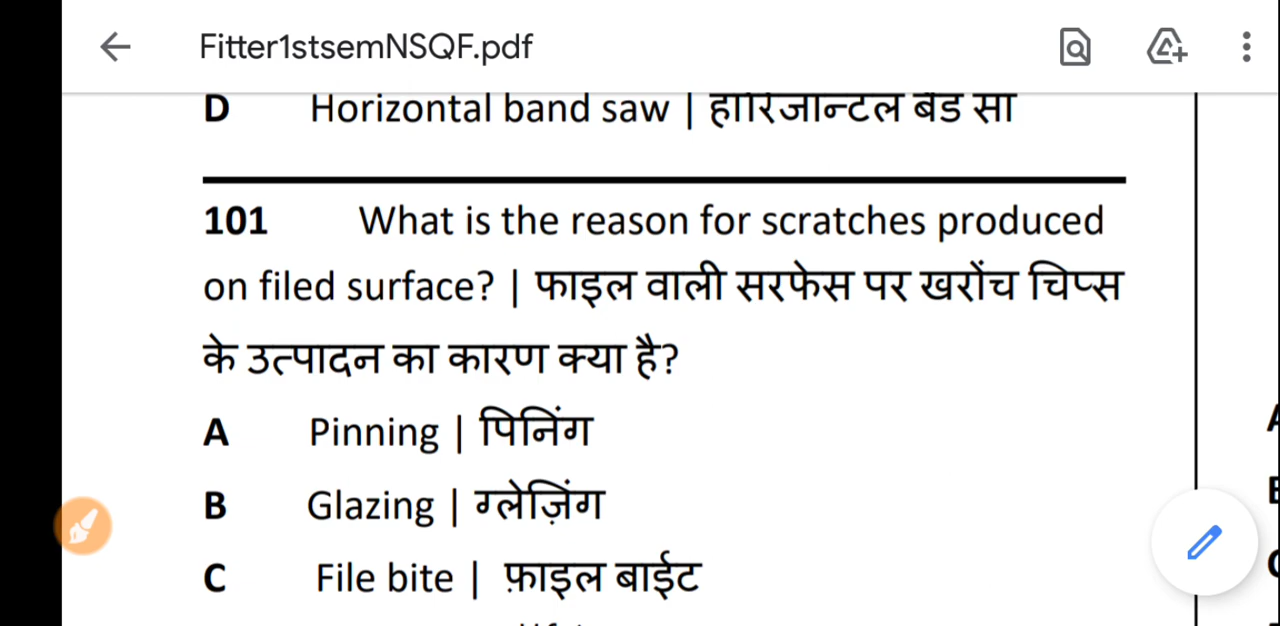 Fitter1stsemNSQF.pdf
D Horizontal band saw | हॉरिजॉन्टल बैंड सॉ
101 What is the reason for scratches produced
on filed surface? | फाइल वाली सरफेस पर खरोंच चिप्स
के उत्पादन का कारण क्या है?
A Pinning | पिनिंग
B Glazing | ग्लेज़िंग
C File bite | फ़ाइल बाईट